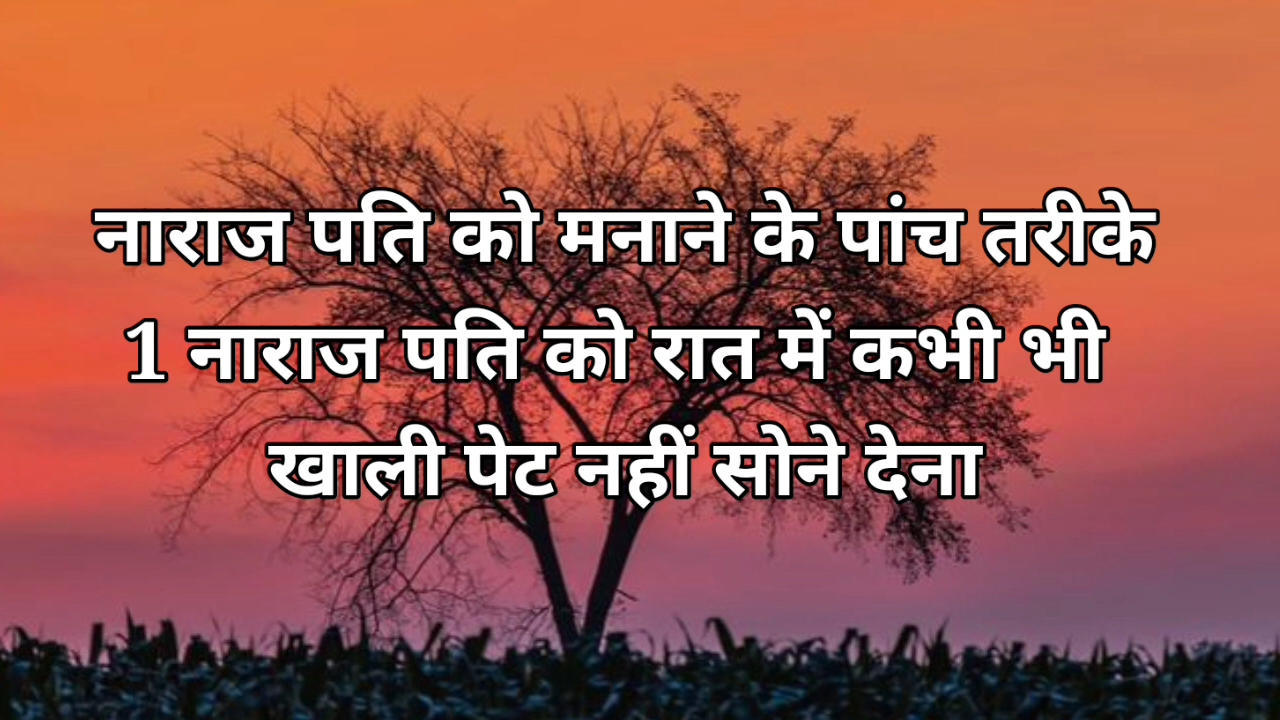 नाराज पति को मनाने के पांच तरीके
1 नाराज पति को रात में कभी भी
खाली पेट नहीं सोने देना